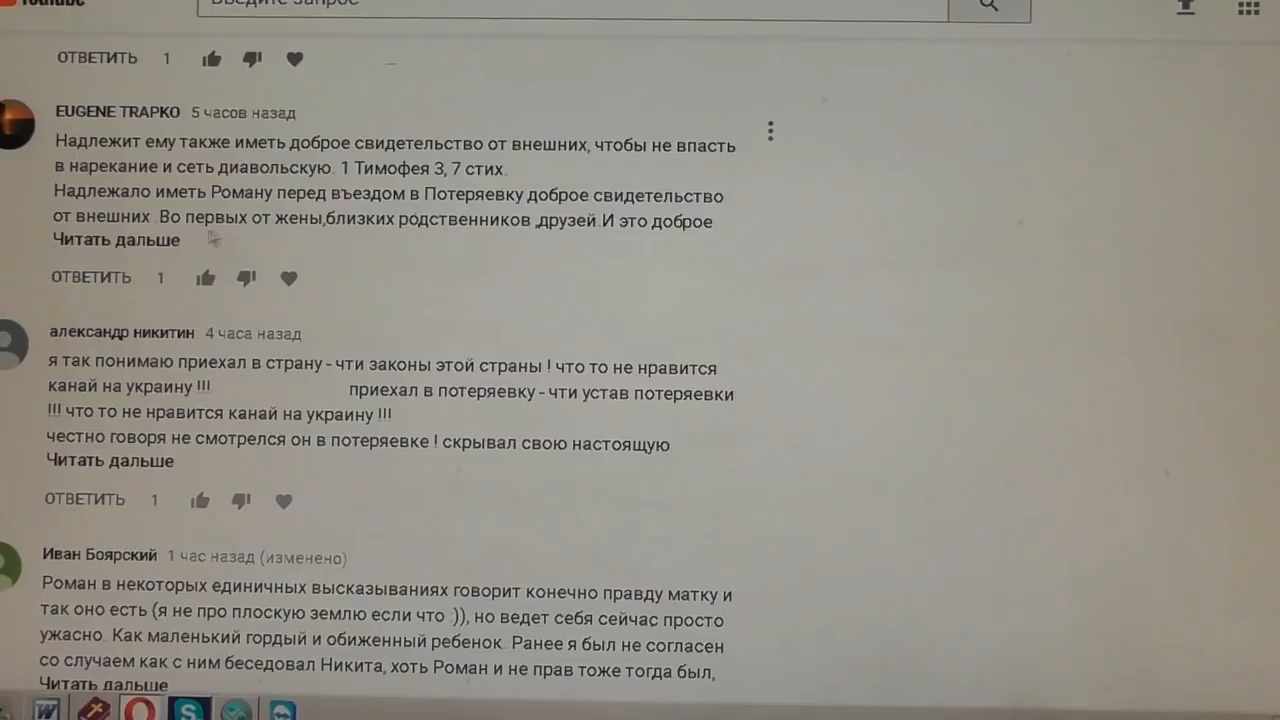 YouTube
Введите запрос
ОТВЕТИТЬ 1
EUGENE TRAPKO 5 часов назад
Надлежит ему также иметь доброе свидетельство от внешних, чтобы не впасть
в нарекание и сеть диавольскую. 1 Тимофея 3, 7 стих.
Надлежало иметь Роману перед въездом в Потеряевку доброе свидетельство
от внешних .Во первых от жены,близких родственников ,друзей.И это доброе
Читать дальше
ОТВЕТИТЬ 1
александр никитин 4 часа назад
я так понимаю приехал в страну - чти законы этой страны ! что то не нравится
канай на украину !!! приехал в потеряевку - чти устав потеряевки
!!! что то не нравится канай на украину !!!
честно говоря не смотрелся он в потеряевке ! скрывал свою настоящую
Читать дальше
ОТВЕТИТЬ 1
Иван Боярский 1 час назад (изменено)
Роман в некоторых единичных высказываниях говорит конечно правду матку и
так оно есть (я не про плоскую землю если что :)), но ведет себя сейчас просто
ужасно. Как маленький гордый и обиженный ребенок. Ранее я был не согласен
со случаем как с ним беседовал Никита, хоть Роман и не прав тоже тогда был,
Читать дальше